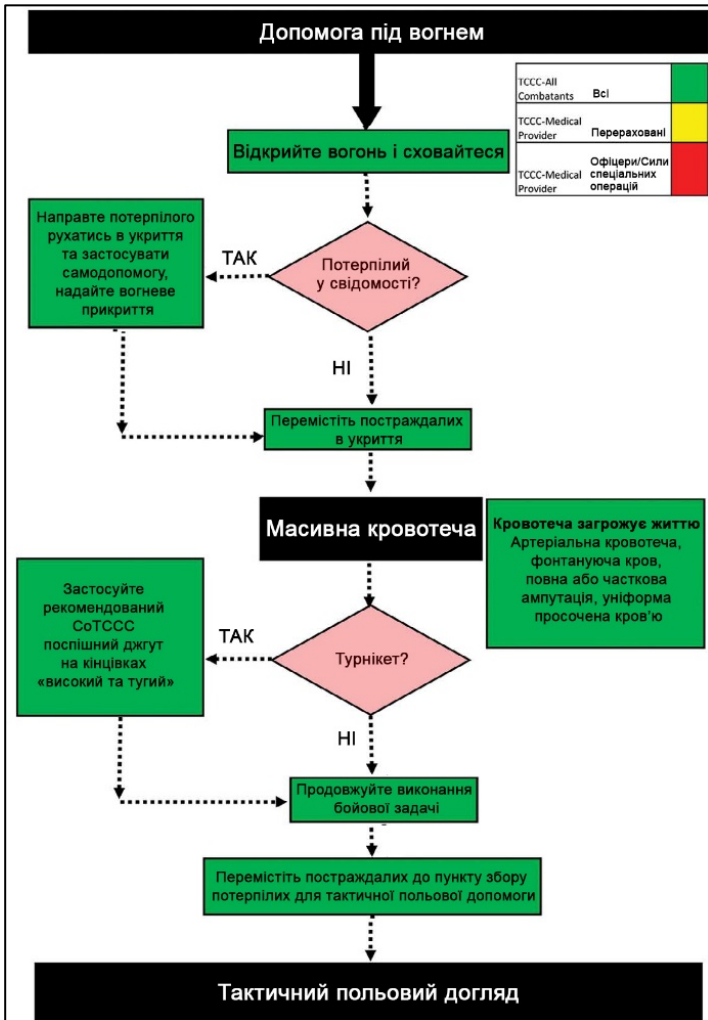 Допомога під вогнем
TCCC-All
Combatants Всі
TCCC-Medical
Provider Перераховані
TCCC-Medical
Provider Офіцери/Сили
спеціальних
операцій
Відкрийте вогонь і сховайтеся
Направте потерпілого
рухатись в укриття
та застосувати
самодопомогу,
надайте вогневе
прикриття
ТАК
Потерпілий
у свідомості?
НІ
Перемістіть постраждалих
в укриття
Масивна кровотеча
Кровотеча загрожує життю
Артеріальна кровотеча,
фонтануюча кров,
повна або часткова
ампутація, уніформа
просочена кров’ю
Застосуйте
рекомендований
CoTCCC
поспішний джгут
на кінцівках
«високий та тугий»
ТАК
Турнікет?
НІ
Продовжуйте виконання
бойової задачі
Перемістіть постраждалих до пункту збору
потерпілих для тактичної польової допомоги
Тактичний польовий догляд